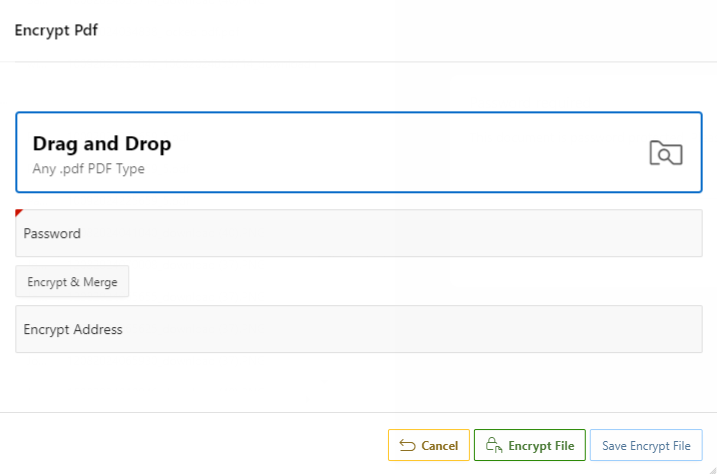 Encrypt Pdf
Drag and Drop
Any .pdf PDF Type
Password
Encrypt & Merge
Encrypt Address
Cancel
Encrypt File
Save Encrypt File